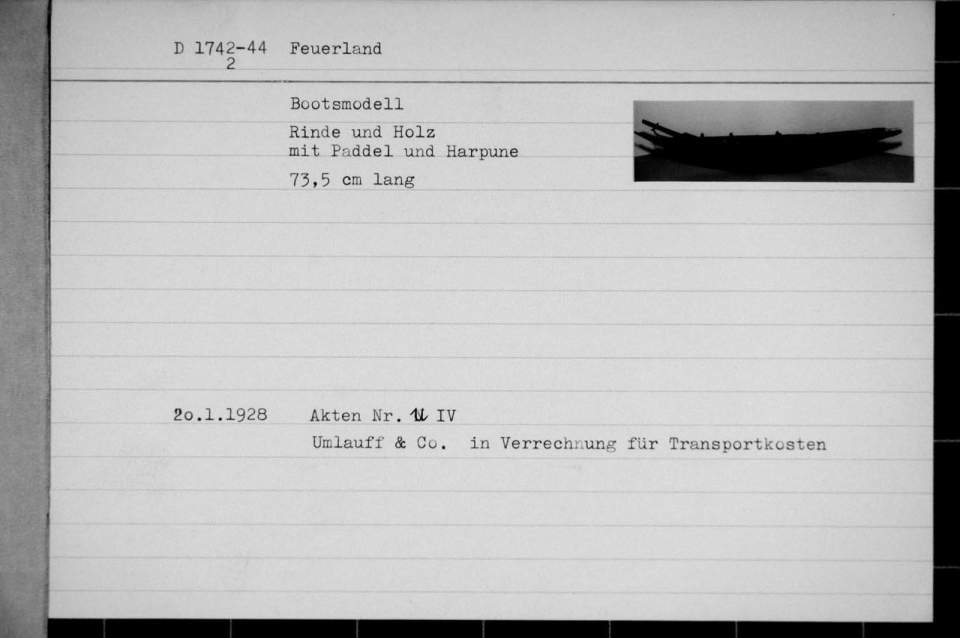 D 1742-44 Feuerland
2
Bootsmodell
Rinde und Holz
mit Paddel und Harpune
73,5 cm lang
2o.1.1928 Akten Nr. IV
Umlauff & Co. in Verrechnung für Transportkosten